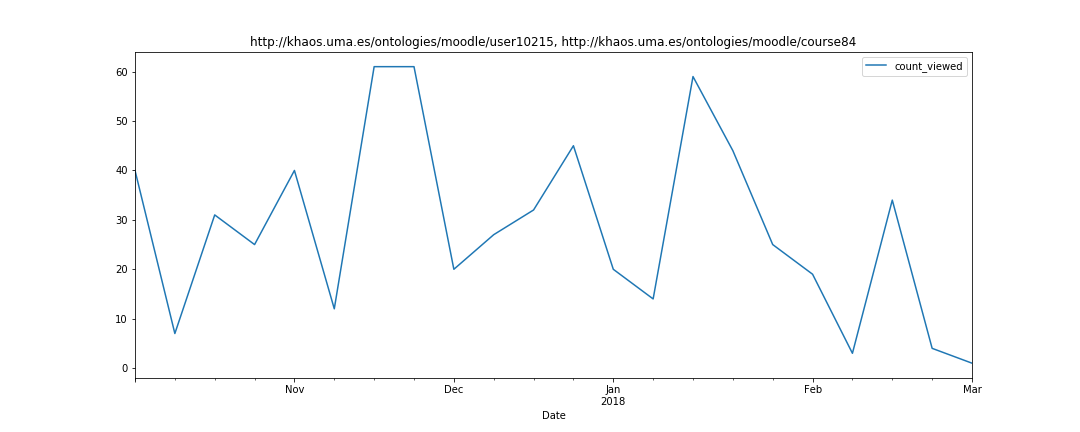 http://khaos.uma.es/ontologies/moodle/user10215, http://khaos.uma.es/ontologies/moodle/course84
count_viewed
60
50
40
30
20
10
0
Nov
Dec
Jan
2018
Feb
Mar
Date